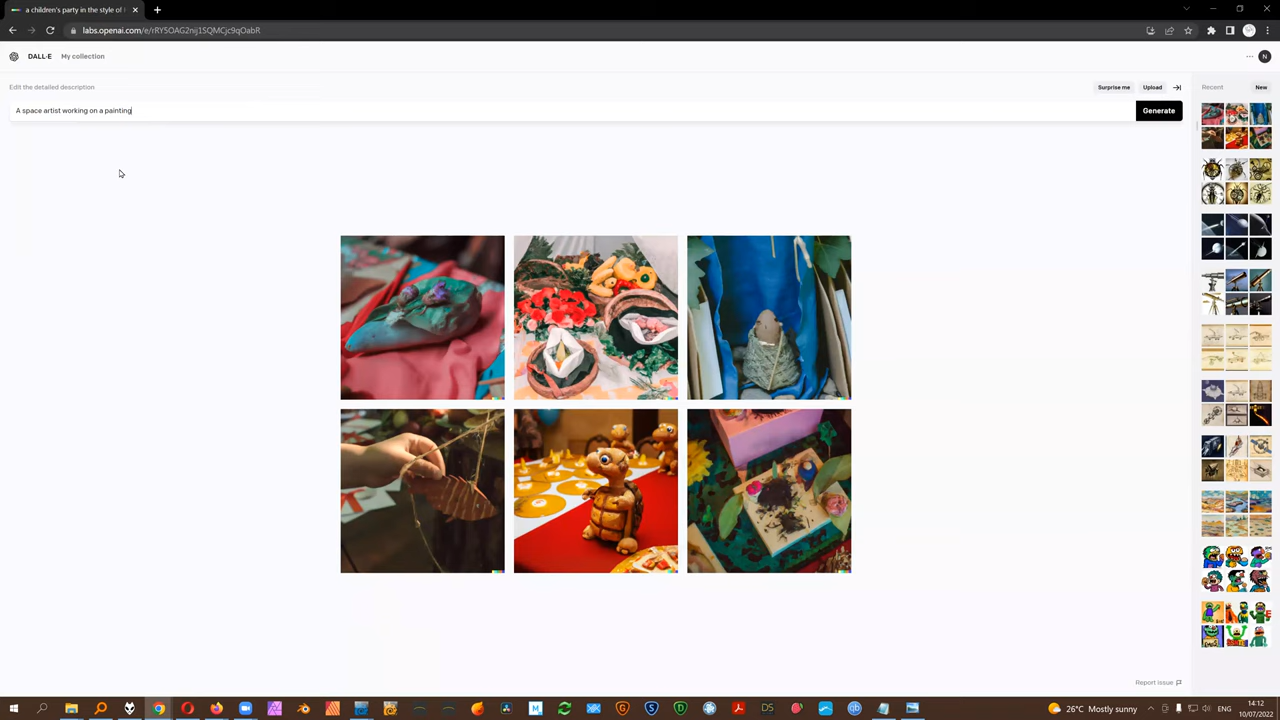 a children's party in the style of
labs.openai.com/e/rRY5OAG2nij1SQMCjc9qOabR
DALL·E
My collection
N
Edit the detailed description
Surprise me
Upload
Recent
New
A space artist working on a painting
Generate
Report issue
26°C Mostly sunny
ENG
14:12
10/07/2022